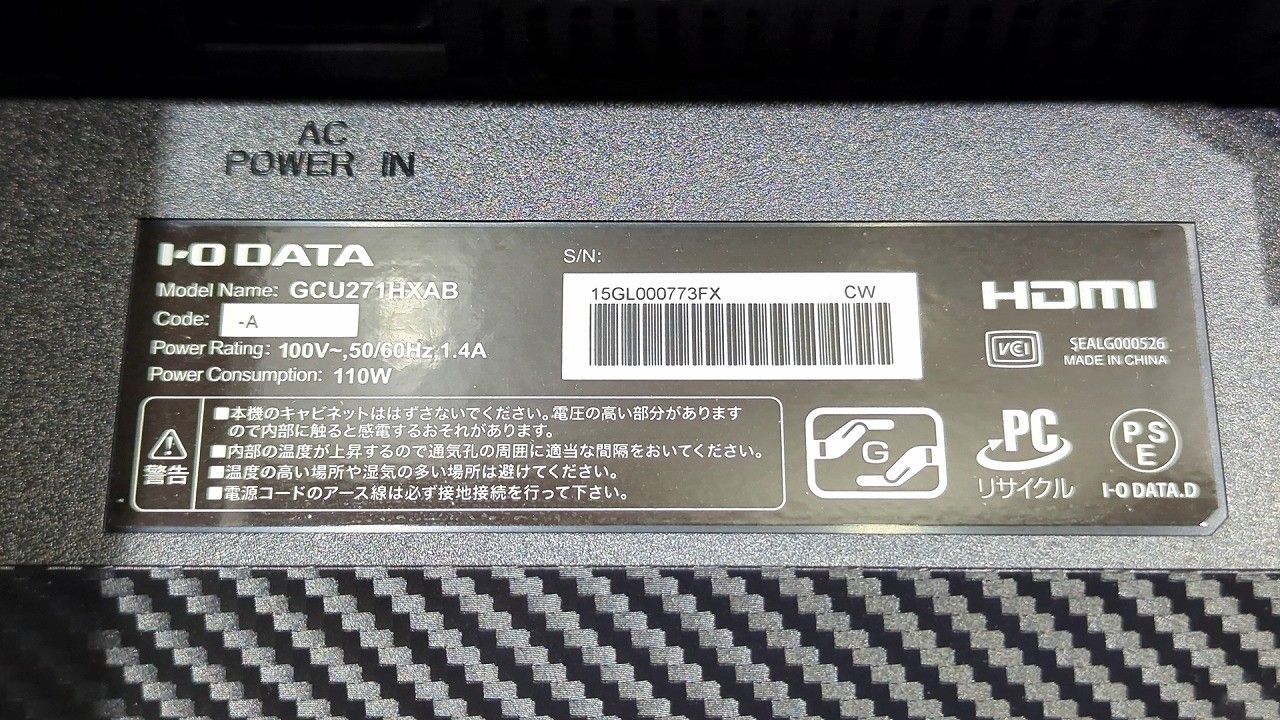 AC
POWER IN
I-O DATA
Model Name: GCU271HXAB
Code: -A
Power Rating: 100V~,50/60Hz,1.4A
Power Consumption: 110W
S/N:
15GL000773FX CW
HDMI
VCI
SEALG000526
MADE IN CHINA
警告
■本機のキャビネットははずさないでください。電圧の高い部分があります
ので内部に触ると感電するおそれがあります。
■内部の温度が上昇するので通気孔の周囲に適当な間隔をおいてください。
■温度の高い場所や湿気の多い場所は避けてください。
■電源コードのアース線は必ず接地接続を行って下さい。
G
PC
リサイクル
PS
E
I-O DATA.D